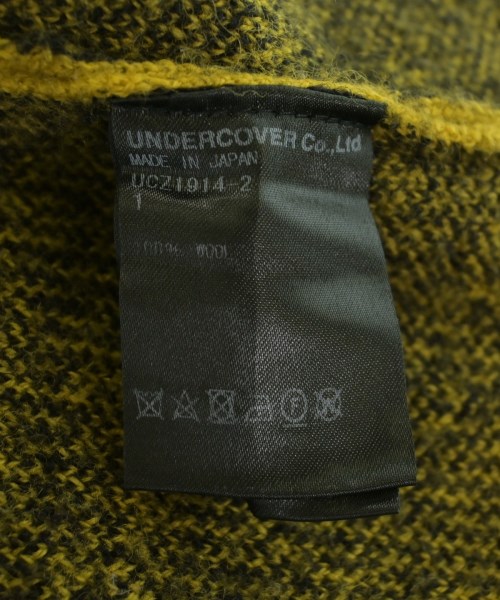 UNDERCOVER Co.,Ltd
MADE IN JAPAN
UCZ1914-2
1
100% WOOL
F